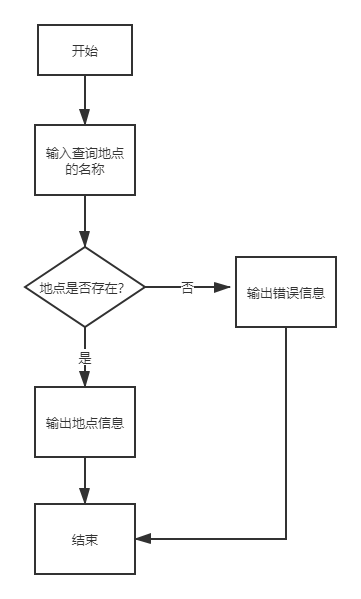 开始
输入查询地点
的名称
地点是否存在?
否
输出错误信息
是
输出地点信息
结束